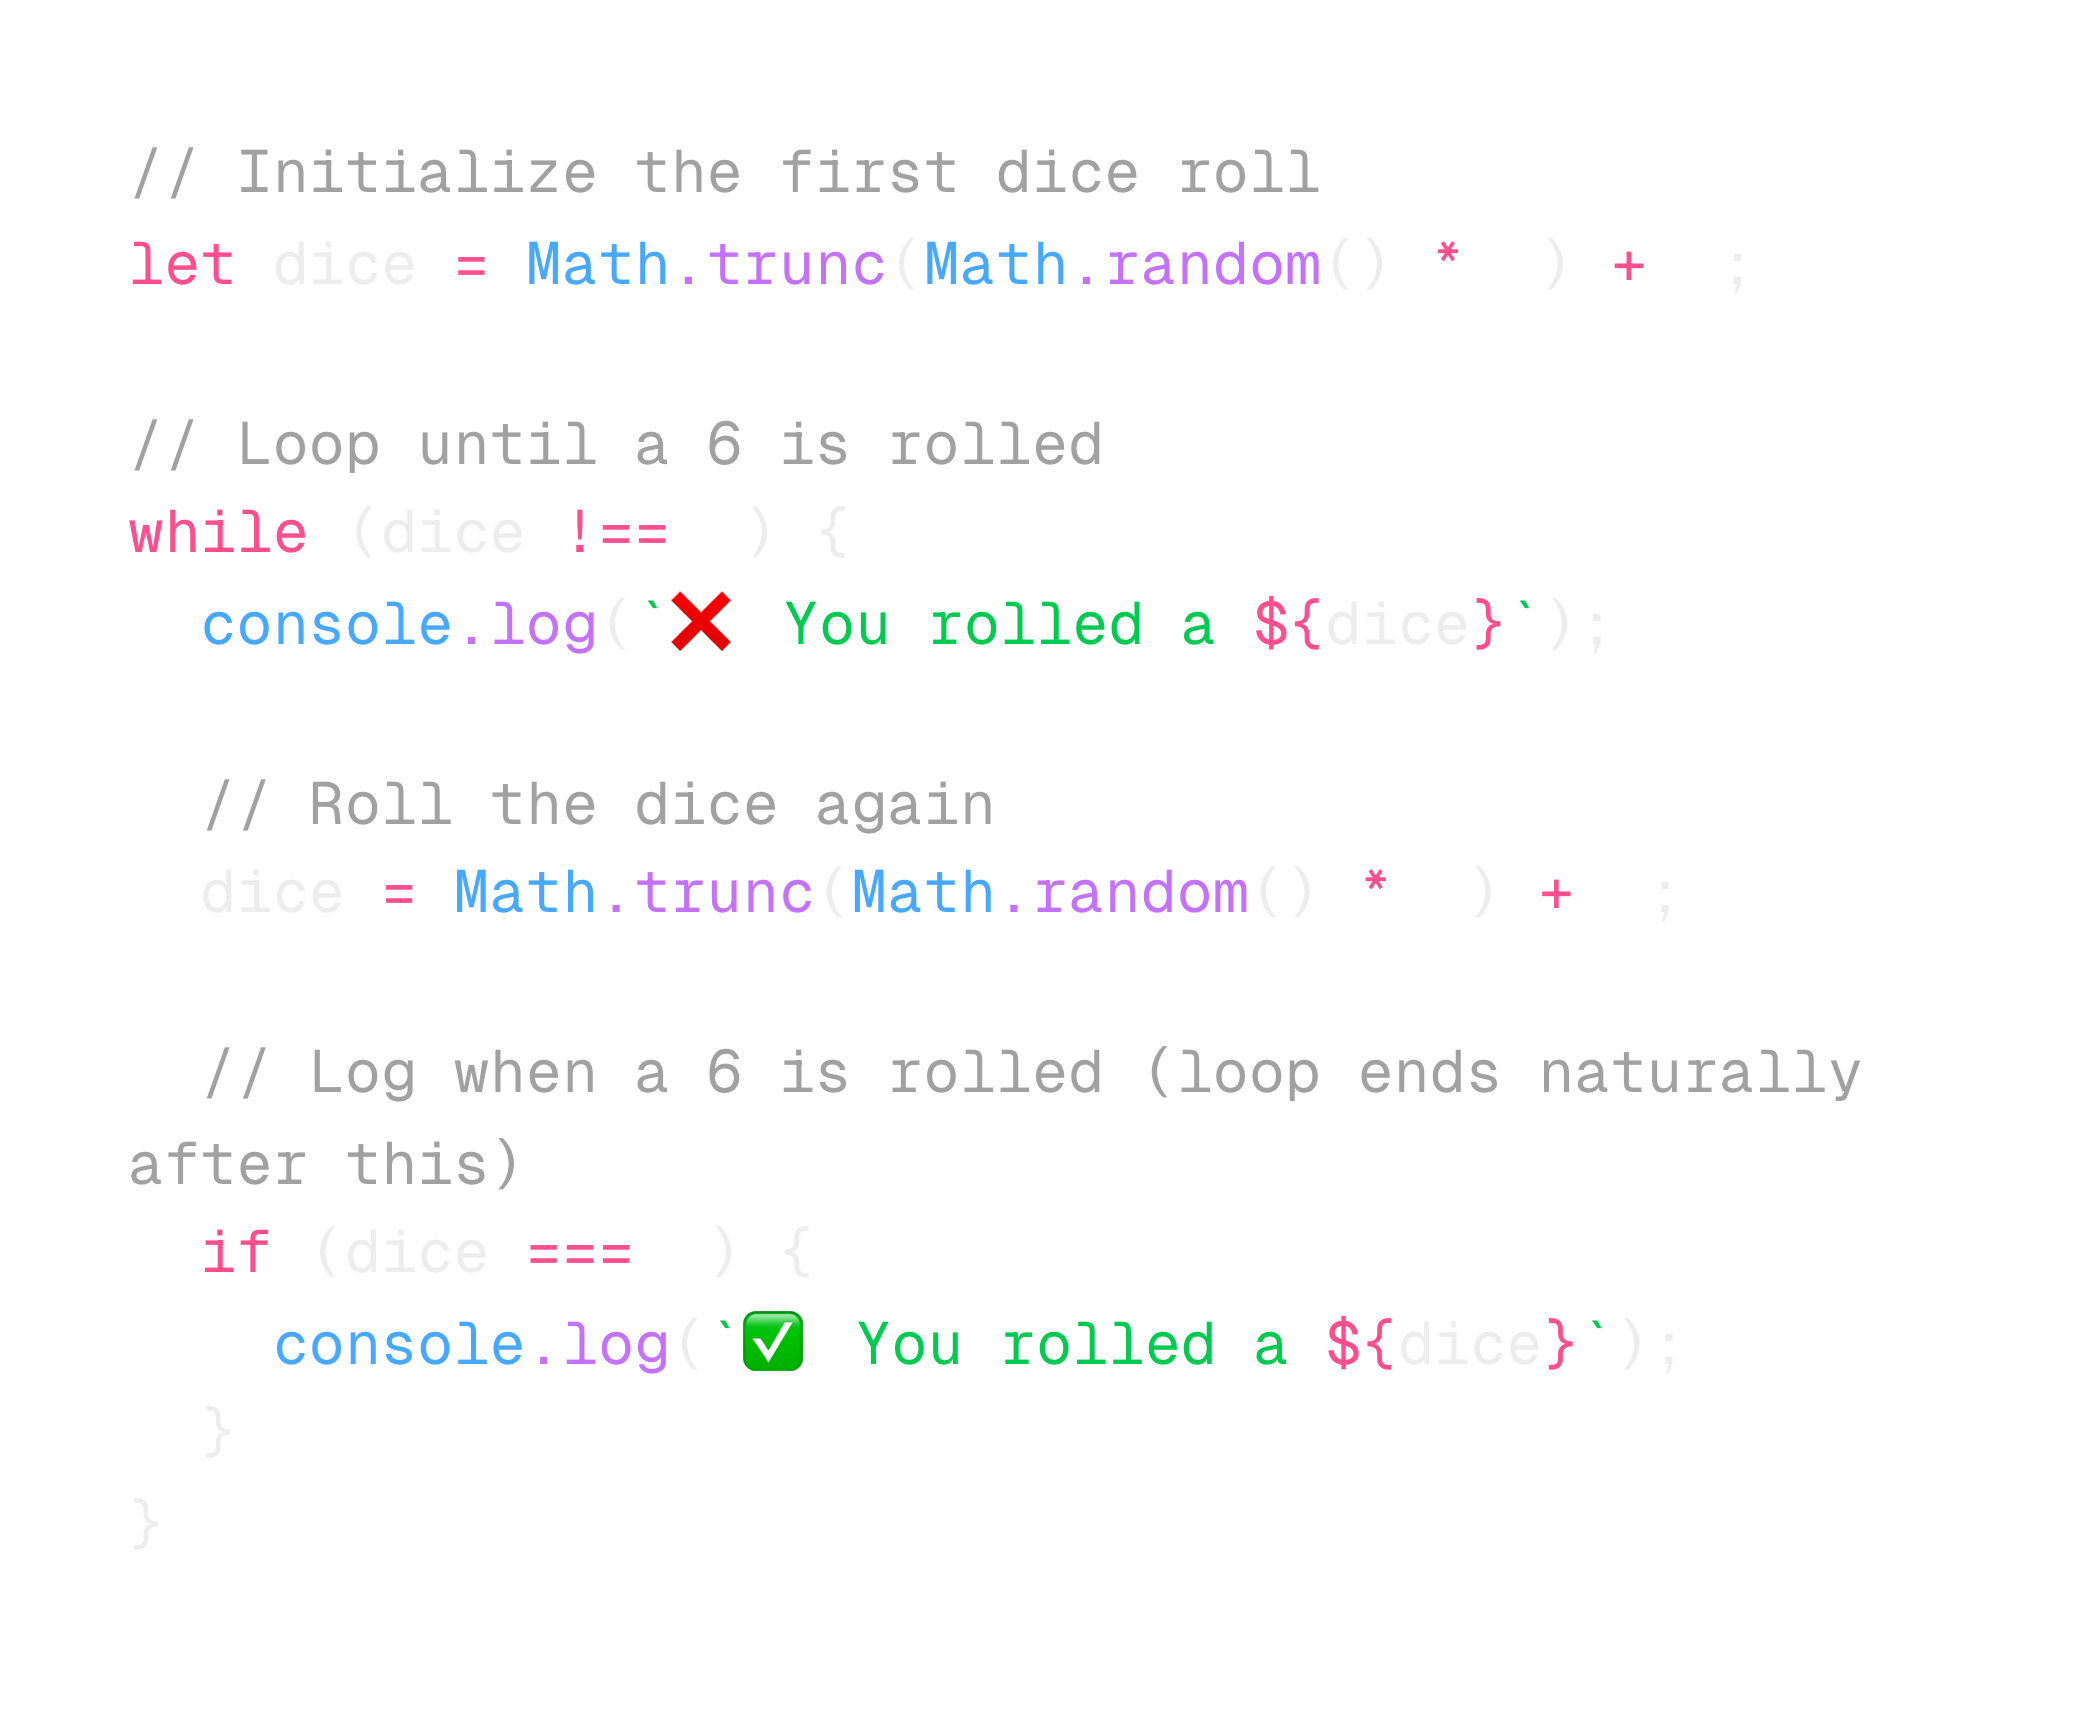 // Initialize the first dice roll
let dice = Math.trunc(Math.random() *  ) +  ;
// Loop until a 6 is rolled
while (dice !==  ) {
  console.log(`❌ You rolled a ${dice}`);
  // Roll the dice again
  dice = Math.trunc(Math.random() *  ) +  ;
  // Log when a 6 is rolled (loop ends naturally
after this)
  if (dice ===  ) {
    console.log(`✅ You rolled a ${dice}`);
  }
}